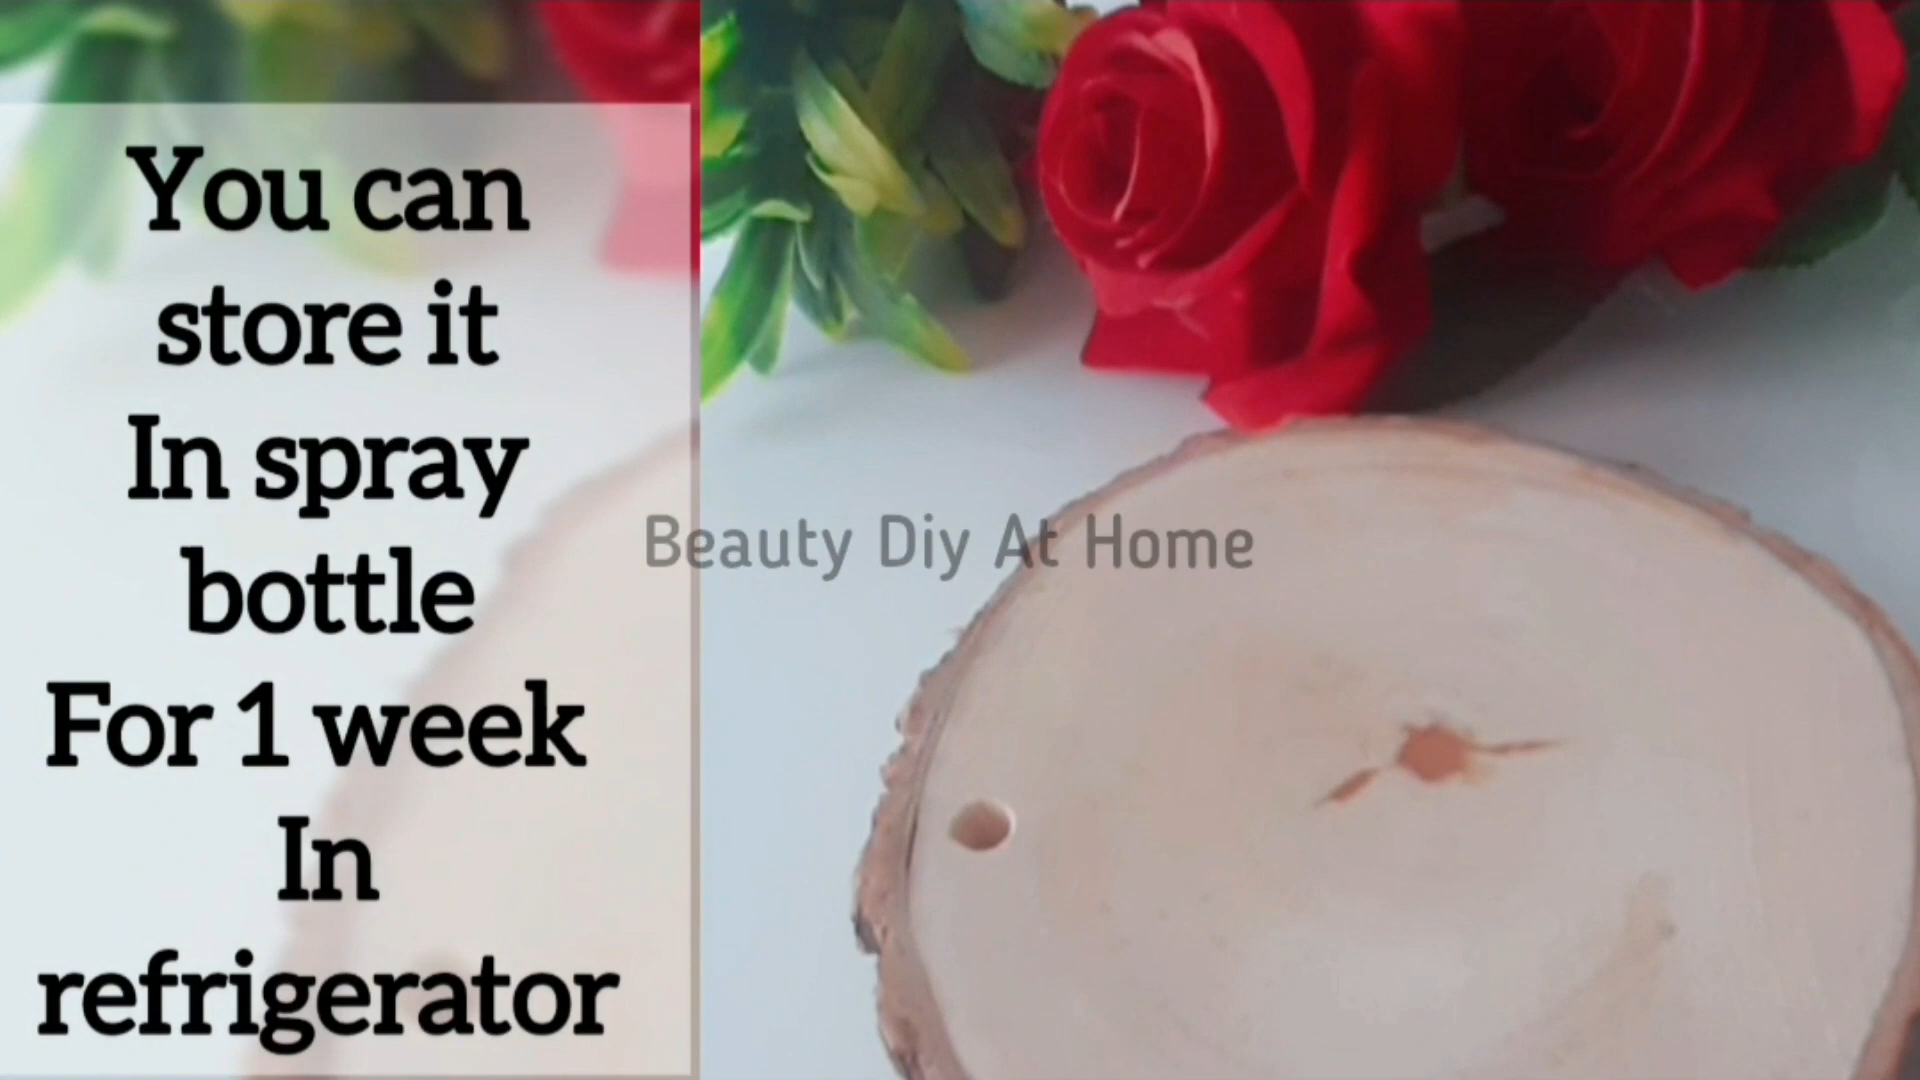 You can
store it
In spray
bottle
For 1 week
In
refrigerator
Beauty Diy At Home